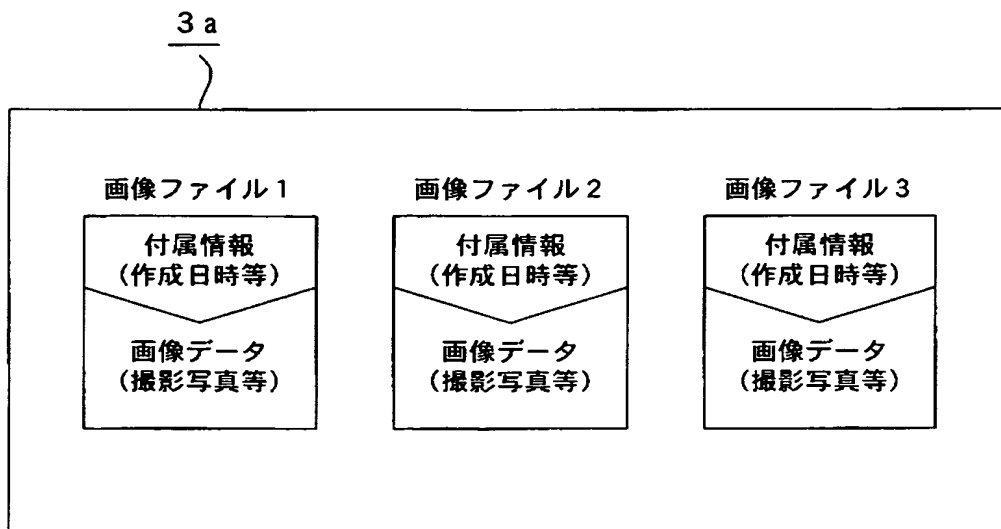 3a
画像ファイル1 画像ファイル2 画像ファイル3
付属情報 付属情報 付属情報
(作成日時等) (作成日時等) (作成日時等)
画像データ 画像データ 画像データ
(撮影写真等) (撮影写真等) (撮影写真等)